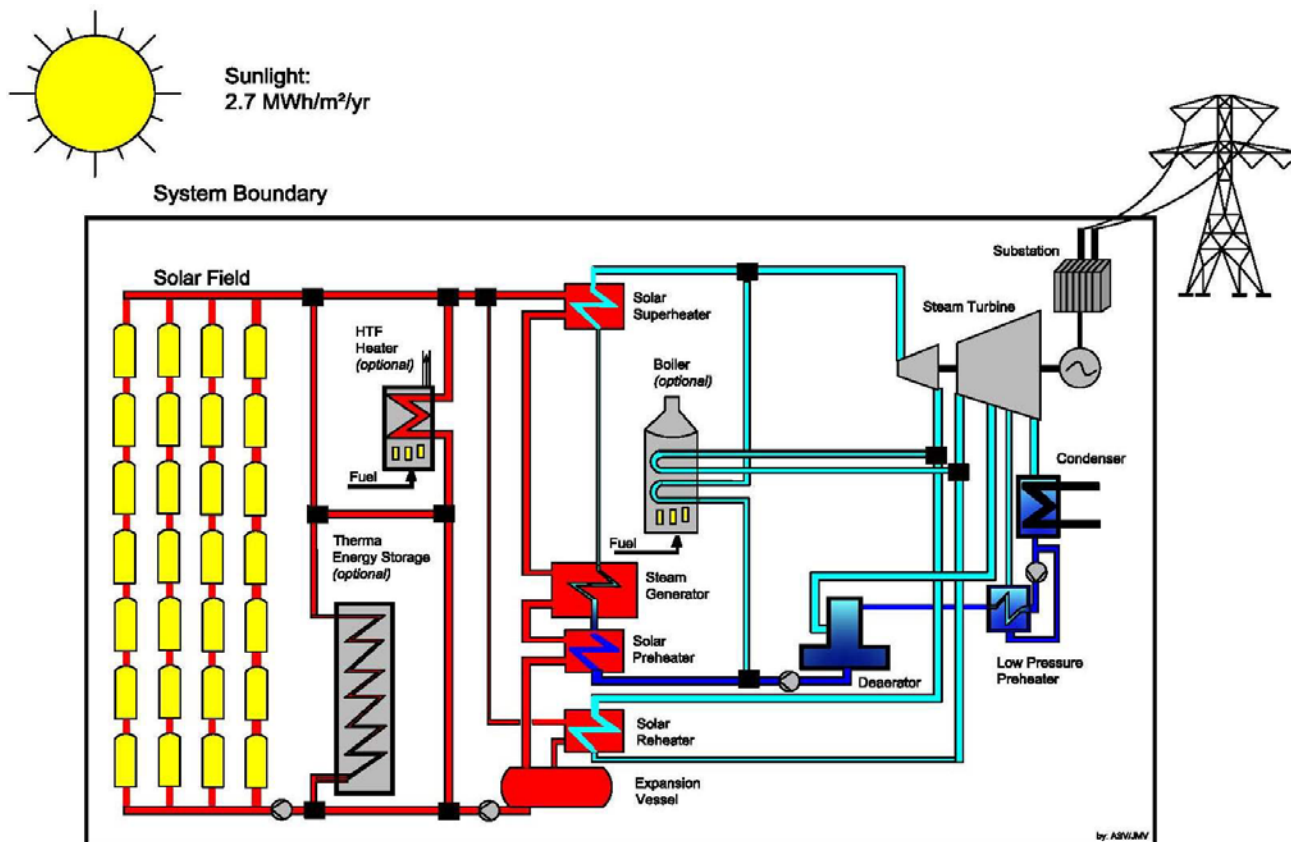 Sunlight:
2.7 MWh/m²/yr
System Boundary
Substation
Solar Field
Solar
Superheater
Steam Turbine
HTF
Heater
(optional)
Boiler
(optional)
Condenser
Fuel
Therma
Energy Storage
(optional)
Fuel
Steam
Generator
Solar
Preheater
Low Pressure
Preheater
Deaerator
Solar
Reheater
Expansion
Vessel
by: ASV/JMV